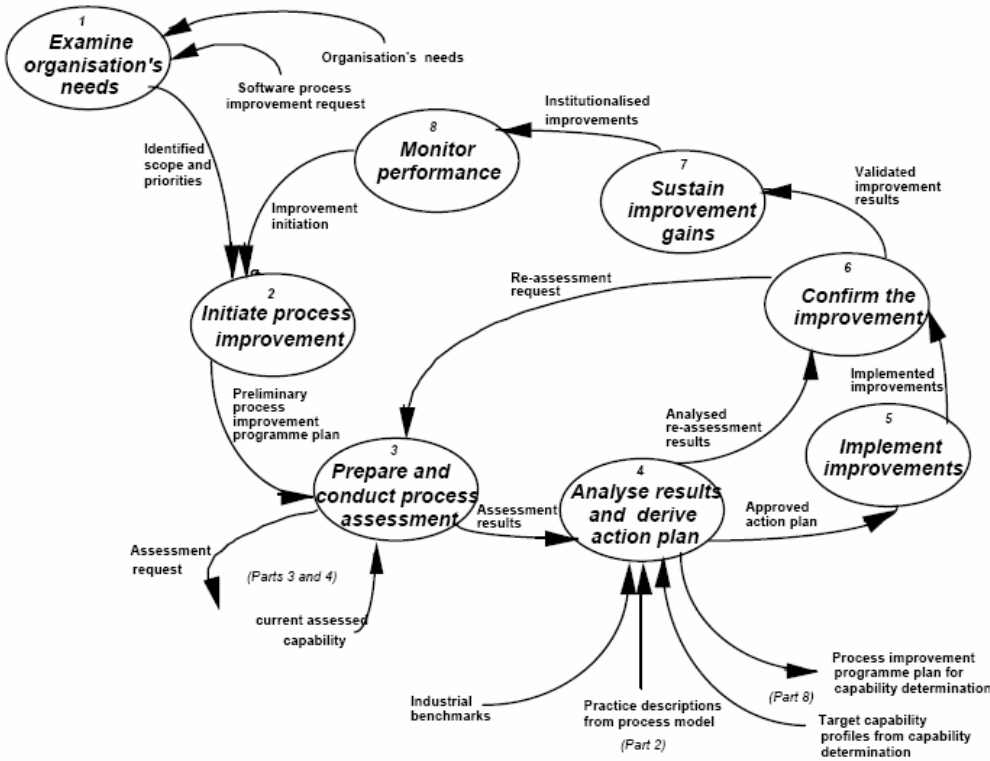 1
Examine
organisation's
needs
Organisation's needs
Software process
improvement request
Identified
scope and
priorities
8
Monitor
performance
Institutionalised
improvements
7
Sustain
improvement
gains
Validated
improvement
results
Improvement
initiation
2
Initiate process
improvement
Re-assessment
request
6
Confirm the
improvement
Preliminary
process
improvement
programme plan
Implemented
improvements
Analysed
re-assessment
results
5
Implement
improvements
3
Prepare and
conduct process
assessment
Assessment
results
4
Analyse results
and derive
action plan
Approved
action plan
Assessment
request
(Parts 3 and 4)
current assessed
capability
Industrial
benchmarks
Practice descriptions
from process model
(Part 2)
Process improvement
programme plan for
capability determination
(Part 8)
Target capability
profiles from capability
determination